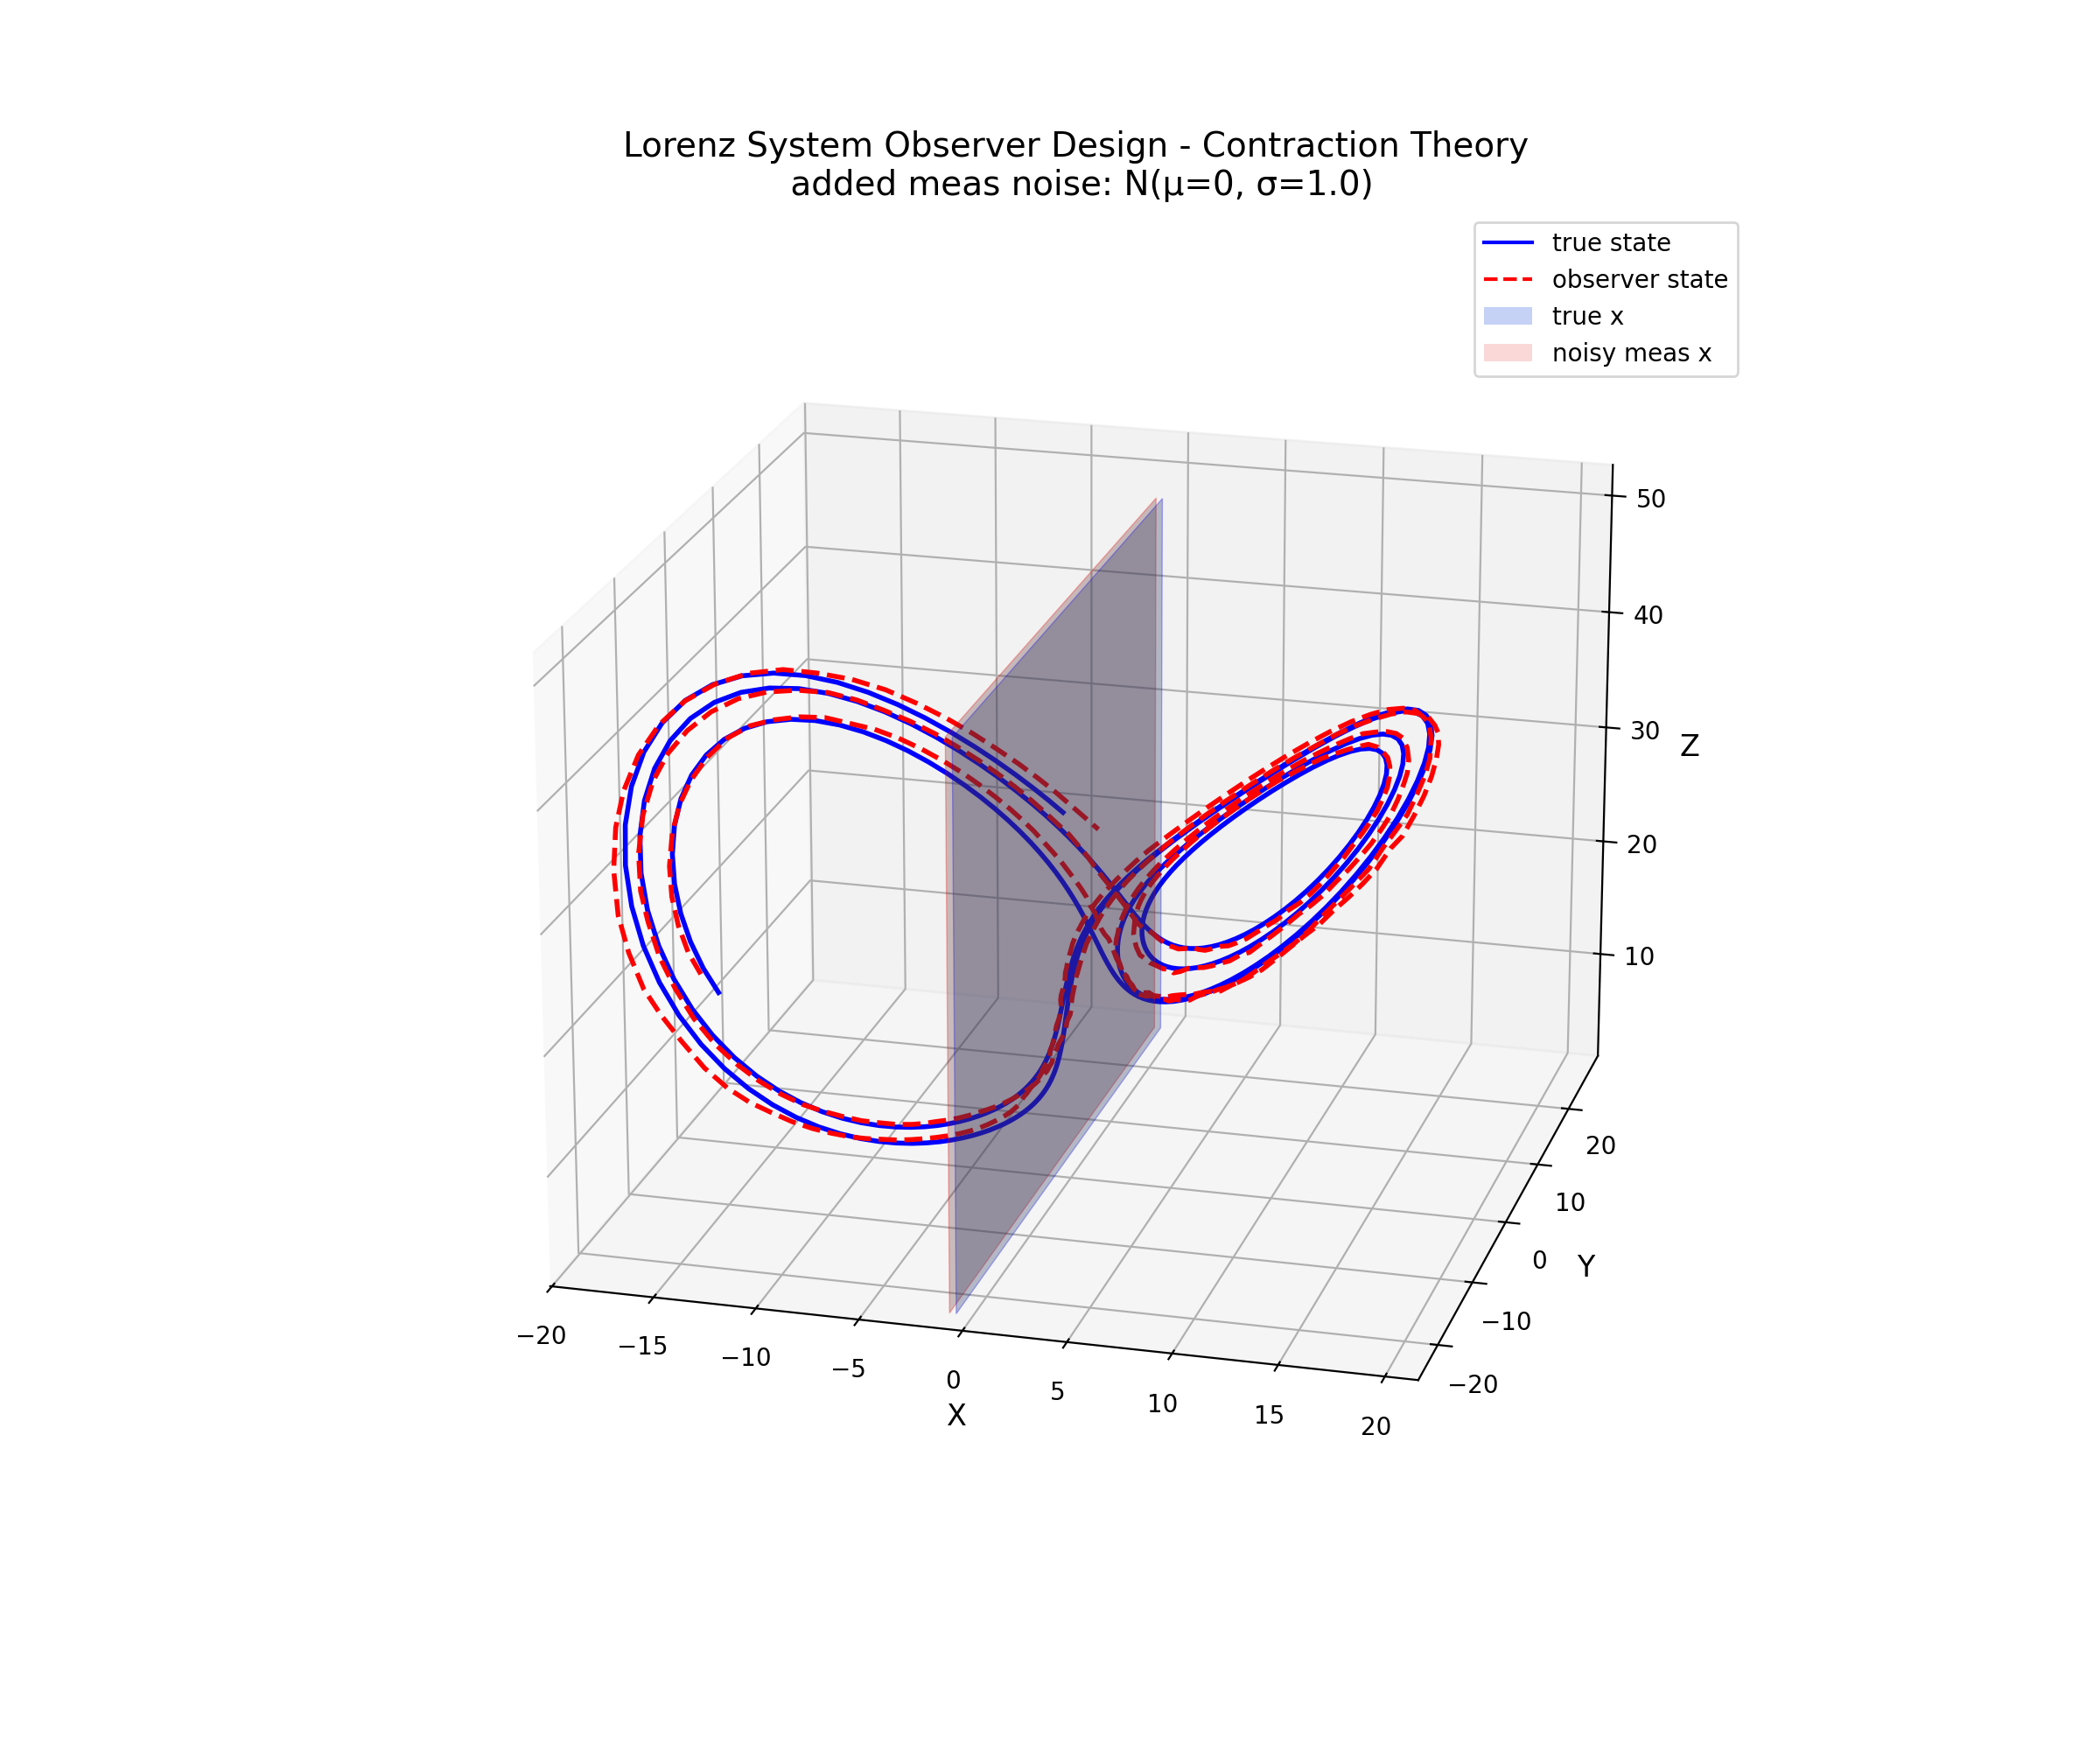 Lorenz System Observer Design - Contraction Theory
added meas noise: N(μ=0, σ=1.0)
true state
observer state
true x
noisy meas x
50
40
30
Z
20
10
20
10
0
Y
−10
−20
−20
−15
−10
−5
0
5
10
15
20
X